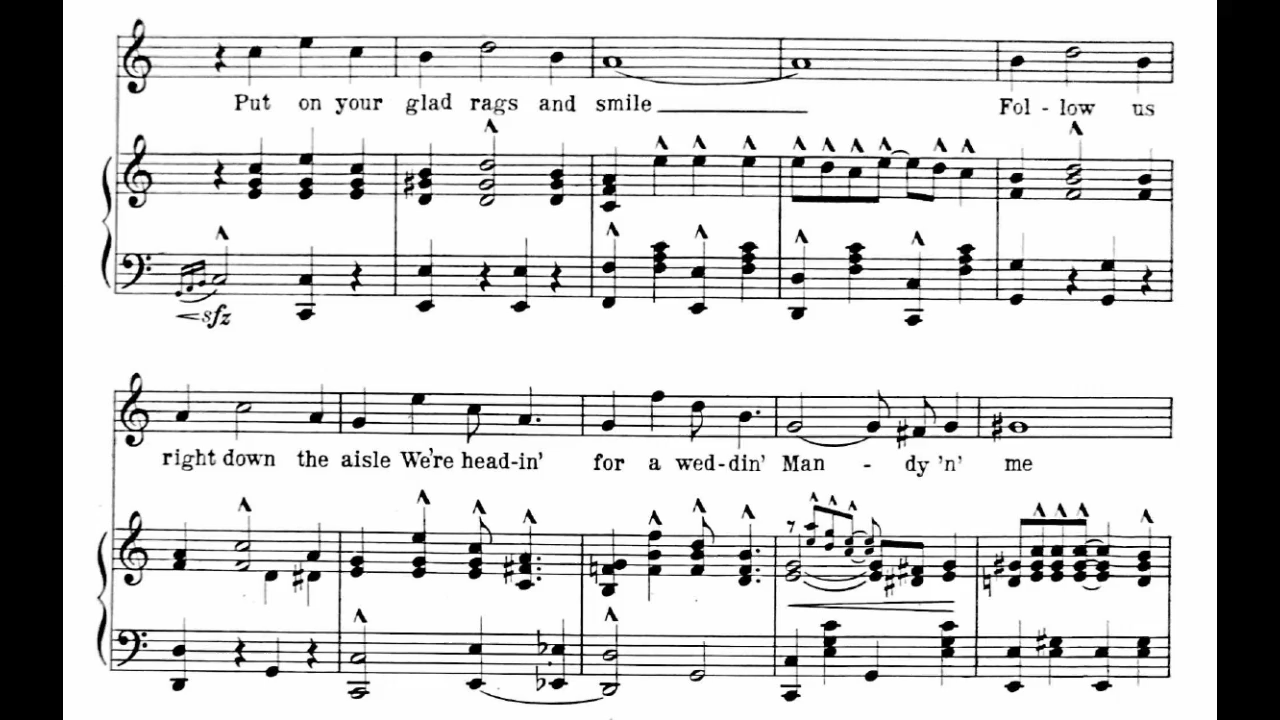 Put on your glad rags and smile Fol - low us
sfz
right down the aisle We're head-in' for a wed-din' Man - dy 'n' me